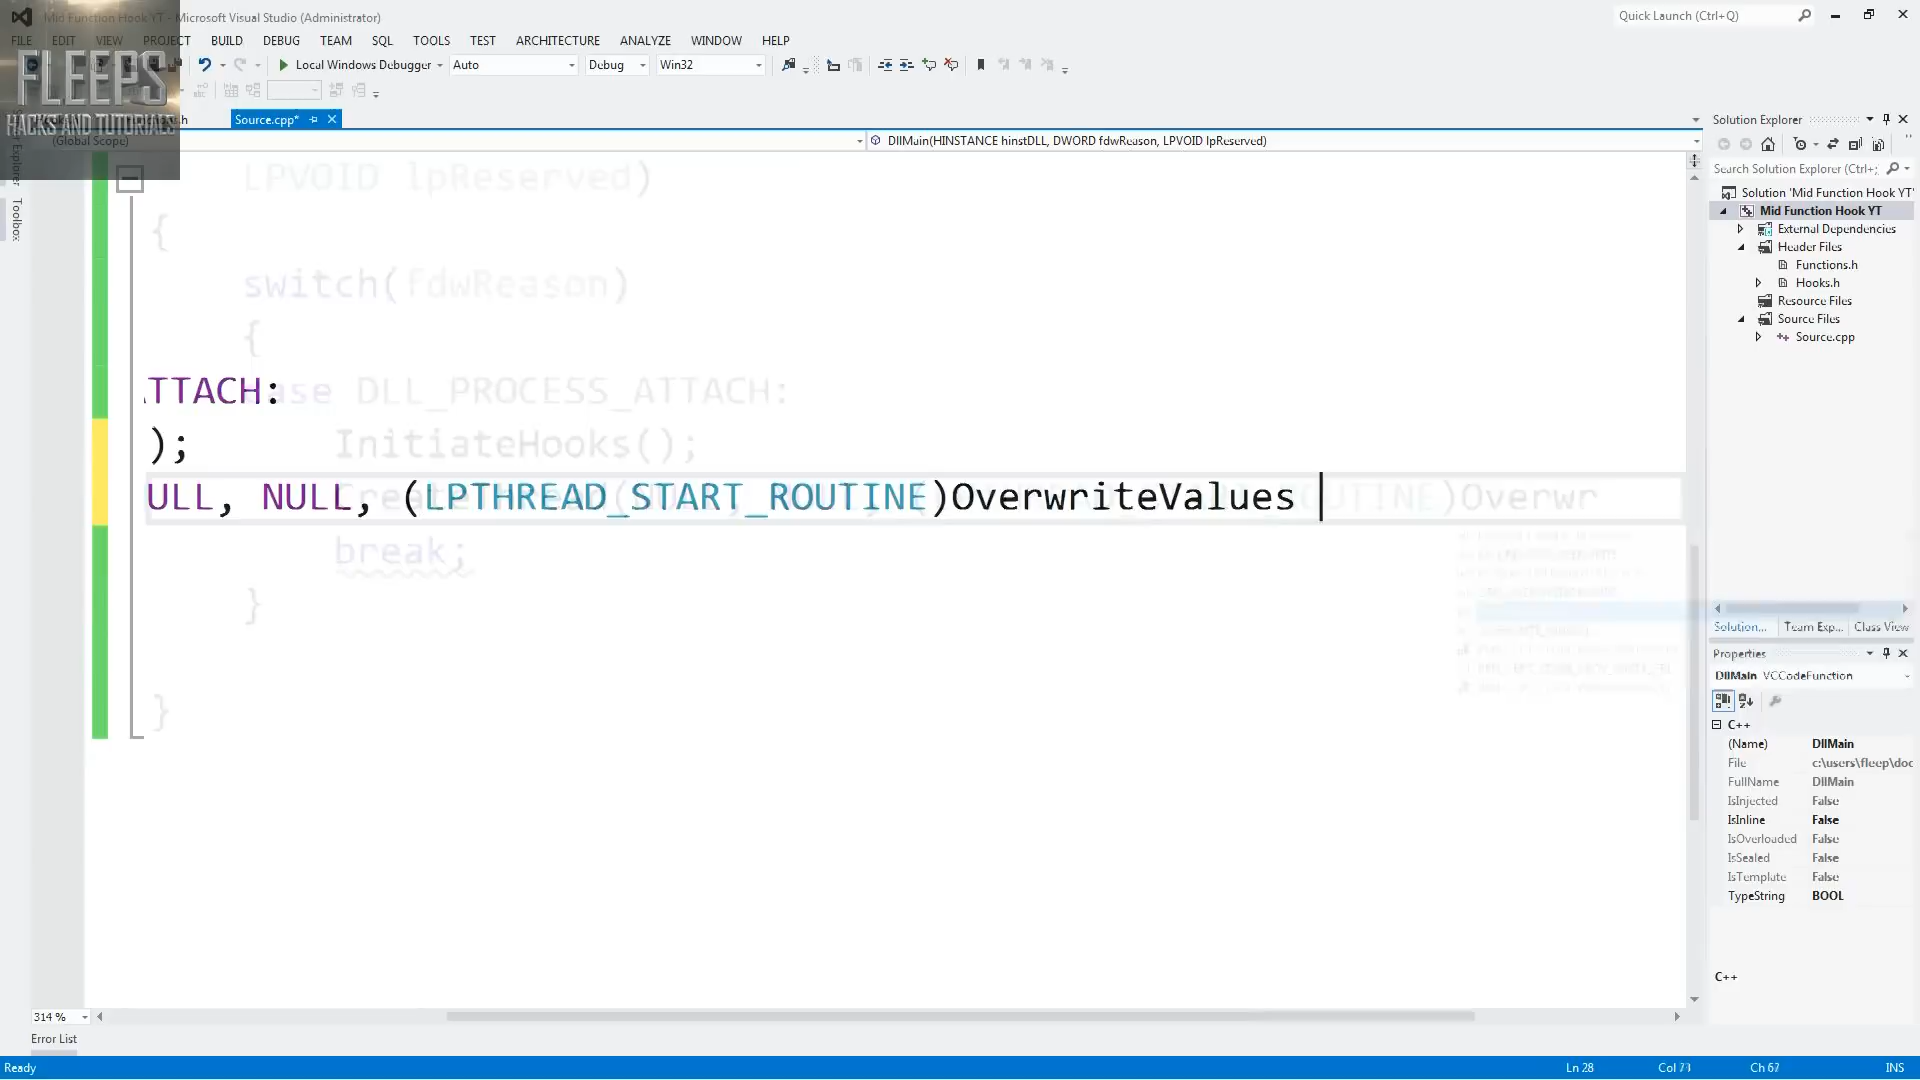 Mid Function Hook YT - Microsoft Visual Studio (Administrator)
Quick Launch (Ctrl+Q)
FILE EDIT VIEW PROJECT BUILD DEBUG TEAM SQL TOOLS TEST ARCHITECTURE ANALYZE WINDOW HELP
Local Windows Debugger Auto Debug Win32
FLEEPS
HACKS AND TUTORIALS
Source.cpp*
(Global Scope)
DllMain(HINSTANCE hinstDLL, DWORD fdwReason, LPVOID lpReserved)
Toolbox
LPVOID lpReserved)
{
switch(fdwReason)
{
TTACH:
case DLL_PROCESS_ATTACH:
);
InitiateHooks();
ULL, NULL, (LPTHREAD_START_ROUTINE)OverwriteValues
break;
}
}
314 %
Error List
Ready
Ln 28
Ch 67
INS
Solution Explorer
Search Solution Explorer (Ctrl+;
Solution 'Mid Function Hook YT'
Mid Function Hook YT
External Dependencies
Header Files
Functions.h
Hooks.h
Resource Files
Source Files
Source.cpp
Solution... Team Exp... Class View
Properties
DllMain VCCodeFunction
C++
(Name) DllMain
File c:\users\fleep\doc
FullName DllMain
IsInjected False
IsInline False
IsOverloaded False
IsSealed False
IsTemplate False
TypeString BOOL
C++